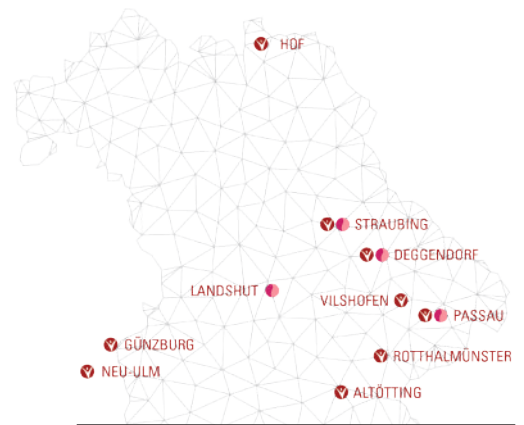 HOF
STRAUBING
DEGGENDORF
LANDSHUT
VILSHOFEN
PASSAU
GÜNZBURG
ROTTHALMÜNSTER
NEU-ULM
ALTÖTTING